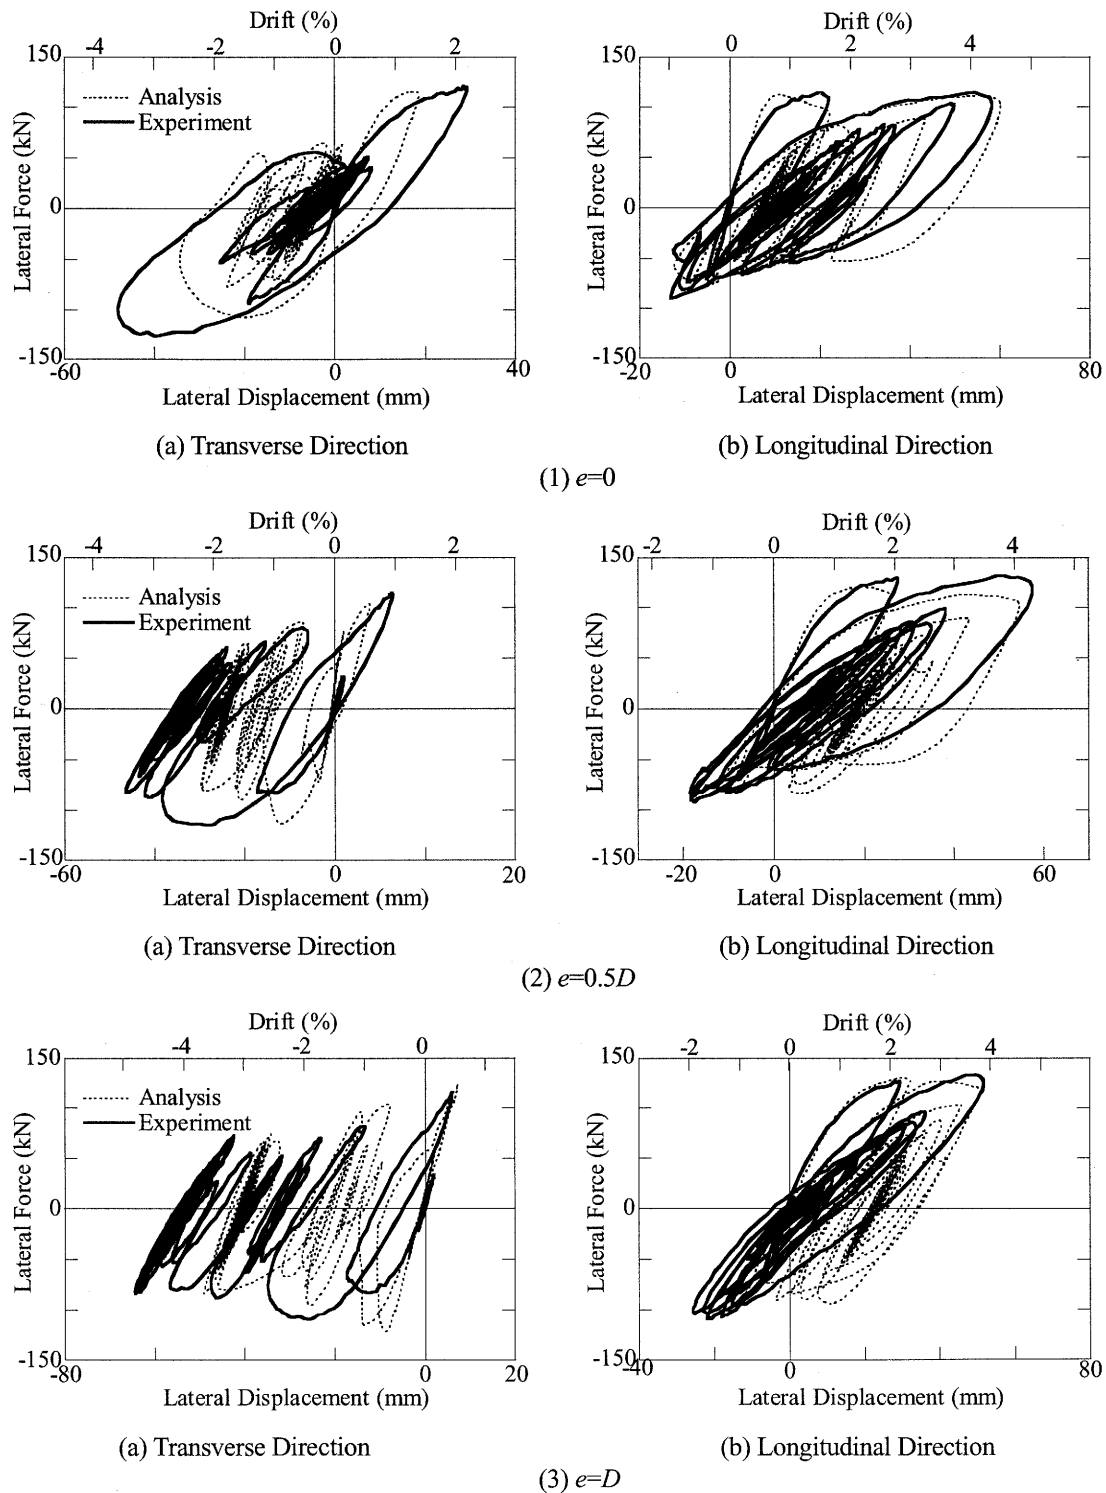 Drift (%)
-4 -2 0 2
150
Analysis
Experiment
Lateral Force (kN)
0
-150
-60 0 40
Lateral Displacement (mm)
(a) Transverse Direction
Drift (%)
0 2 4
150
Lateral Force (kN)
0
-150
-20 0 80
Lateral Displacement (mm)
(b) Longitudinal Direction
(1) e=0
Drift (%)
-4 -2 0 2
150
Analysis
Experiment
Lateral Force (kN)
0
-150
-60 0 20
Lateral Displacement (mm)
(a) Transverse Direction
Drift (%)
-2 0 2 4
150
Lateral Force (kN)
0
-150
-20 0 60
Lateral Displacement (mm)
(b) Longitudinal Direction
(2) e=0.5D
Drift (%)
-4 -2 0
150
Analysis
Experiment
Lateral Force (kN)
0
-150
-80 0 20
Lateral Displacement (mm)
(a) Transverse Direction
Drift (%)
-2 0 2 4
150
Lateral Force (kN)
0
-150
-40 0 80
Lateral Displacement (mm)
(b) Longitudinal Direction
(3) e=D